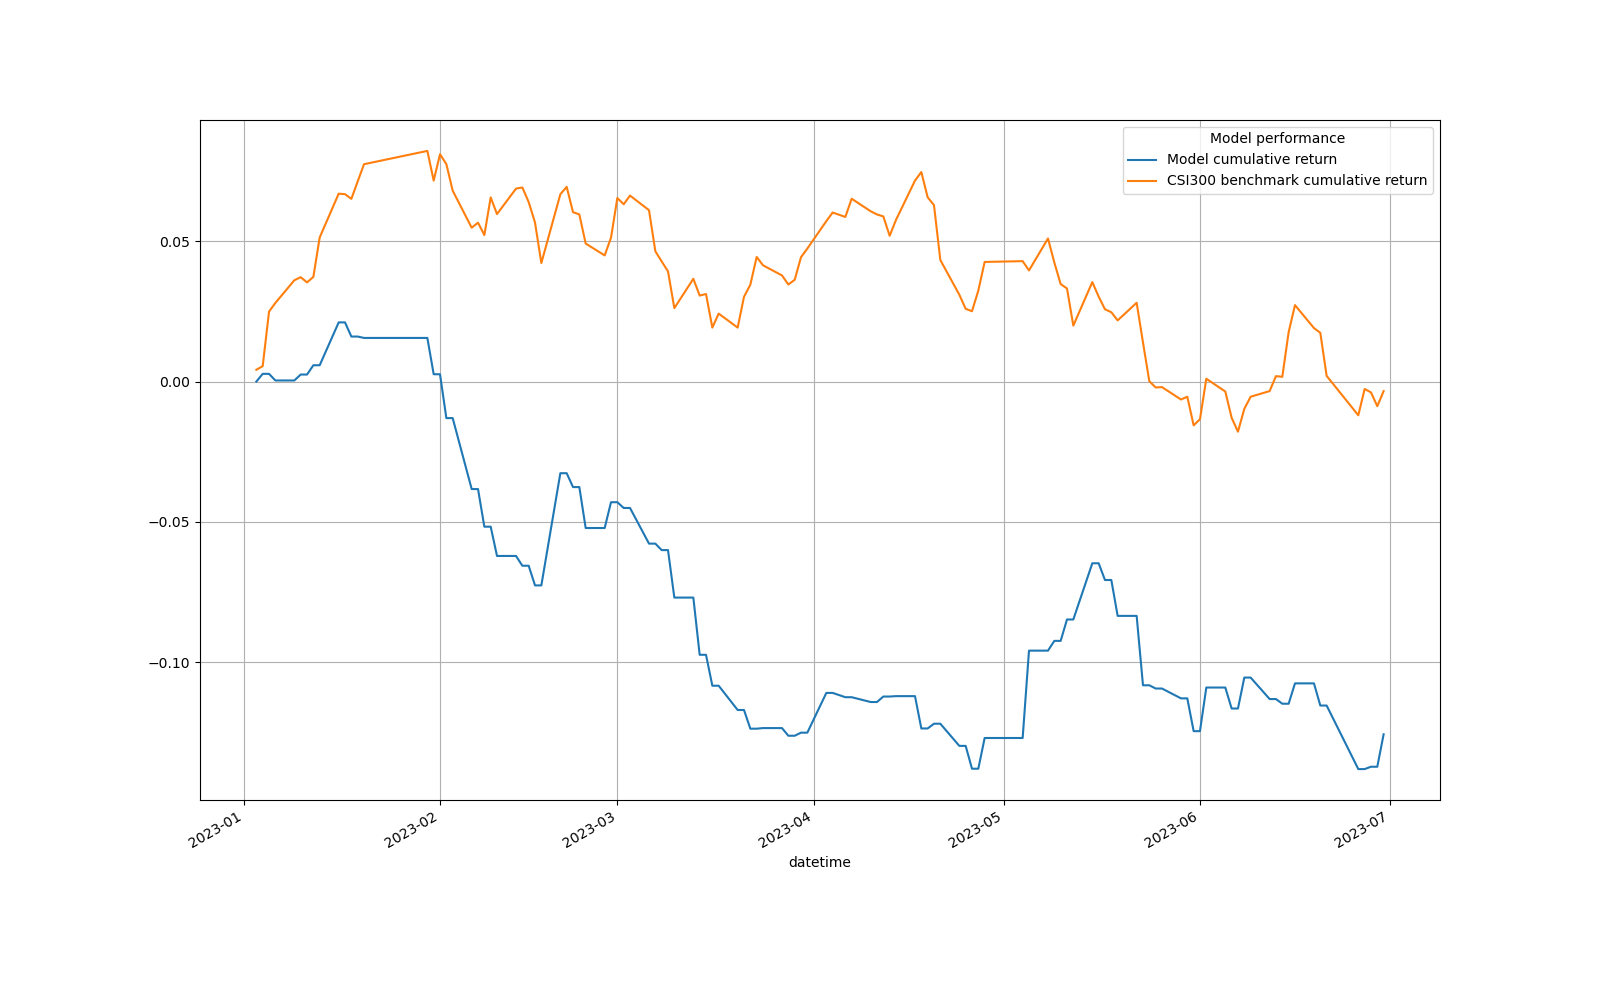 Model performance
Model cumulative return
CSI300 benchmark cumulative return
0.05
0.00
−0.05
−0.10
2023-01
2023-02
2023-03
2023-04
2023-05
2023-06
2023-07
datetime